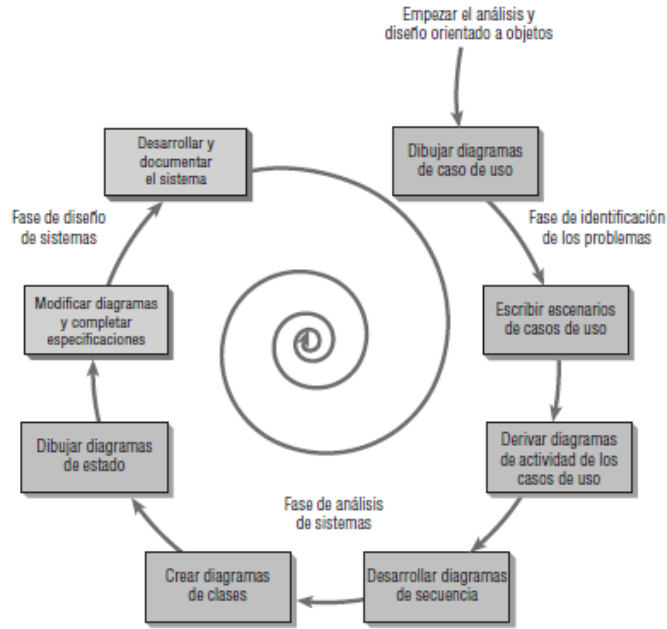 Empezar el análisis y
diseño orientado a objetos
Dibujar diagramas
de caso de uso
Fase de identificación
de los problemas
Escribir escenarios
de casos de uso
Derivar diagramas
de actividad de los
casos de uso
Desarrollar diagramas
de secuencia
Fase de análisis
de sistemas
Crear diagramas
de clases
Dibujar diagramas
de estado
Modificar diagramas
y completar
especificaciones
Fase de diseño
de sistemas
Desarrollar y
documentar
el sistema